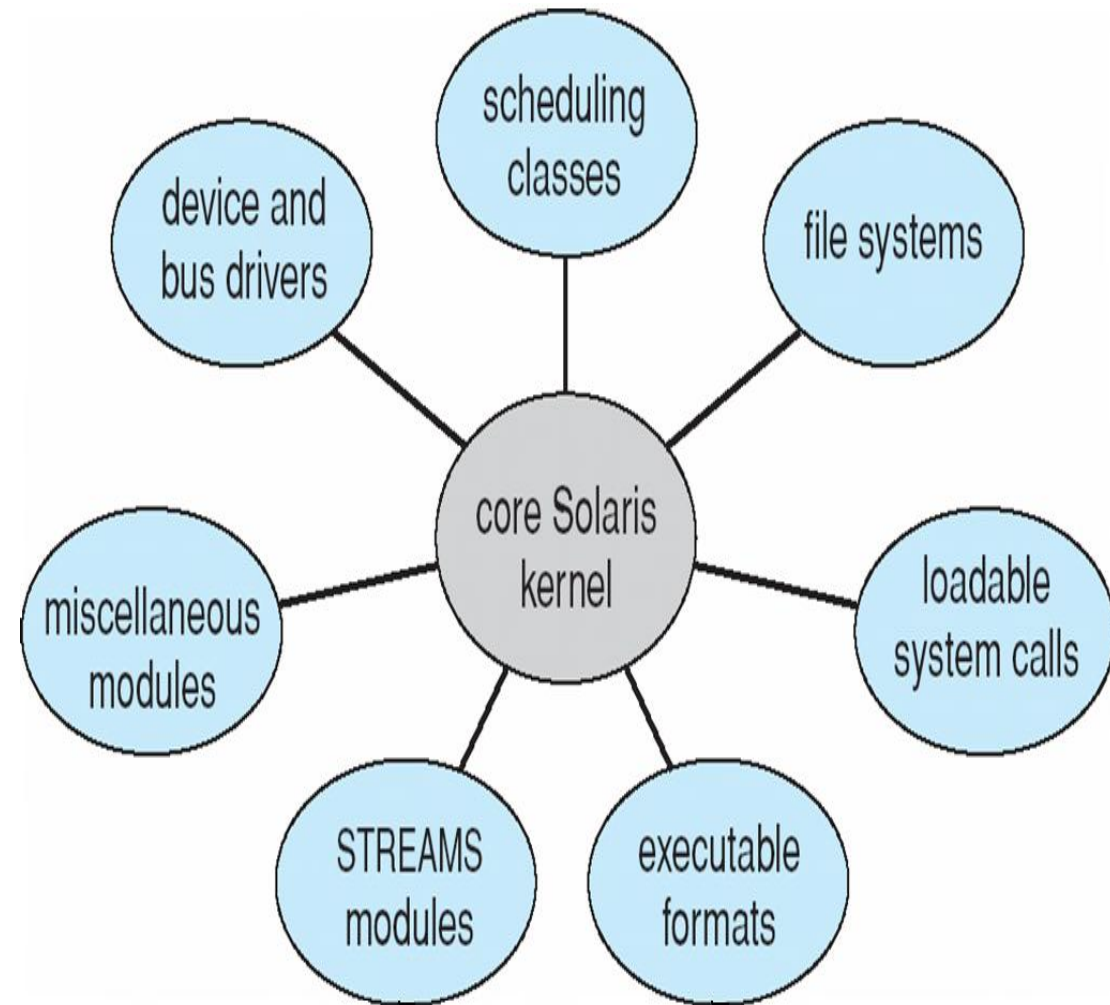 scheduling
classes
device and
bus drivers
file systems
core Solaris
kernel
miscellaneous
modules
loadable
system calls
STREAMS
modules
executable
formats